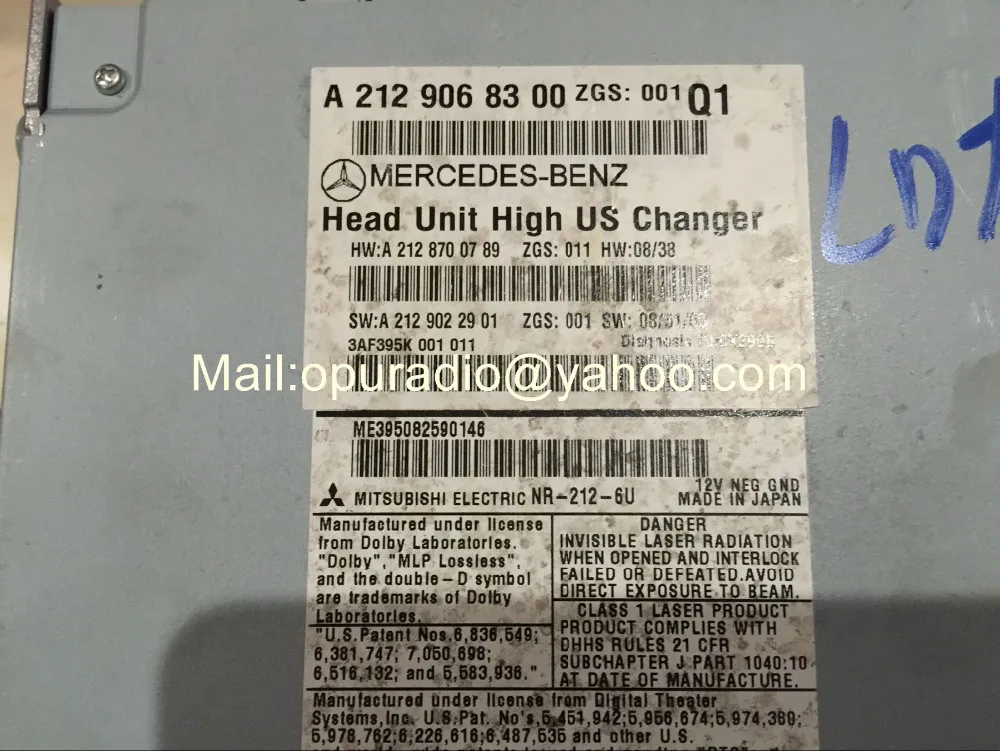 A 212 906 83 00 ZGS: 001 Q1
MERCEDES-BENZ
Head Unit High US Changer
HW:A 212 870 07 89 ZGS: 011 HW:08/38
SW:A 212 902 29 01 ZGS: 001 SW: 08/
3AF395K 001 011
Diagnosis
Mail:opuradio@yahoo.com
ME395082590146
MITSUBISHI ELECTRIC NR-212-6U
12V NEG GND
MADE IN JAPAN
Manufactured under license
from Dolby Laboratories.
"Dolby","MLP Lossless",
and the double-D symbol
are trademarks of Dolby
Laboratories.
"U.S.Patent Nos.6,836,549;
6,381,747; 7,050,698;
6,516,132; and 5,583,936."
DANGER
INVISIBLE LASER RADIATION
WHEN OPENED AND INTERLOCK
FAILED OR DEFEATED.AVOID
DIRECT EXPOSURE TO BEAM.
CLASS 1 LASER PRODUCT
PRODUCT COMPLIES WITH
DHHS RULES 21 CFR
SUBCHAPTER J PART 1040:10
AT DATE OF MANUFACTURE.
Manufactured under license from Digital Theater
Systems,Inc. U.S.Pat. No's,5,451,942;5,956,674;5,974,380;
5,978,762;6,226,616;6,487,535 and other U.S.